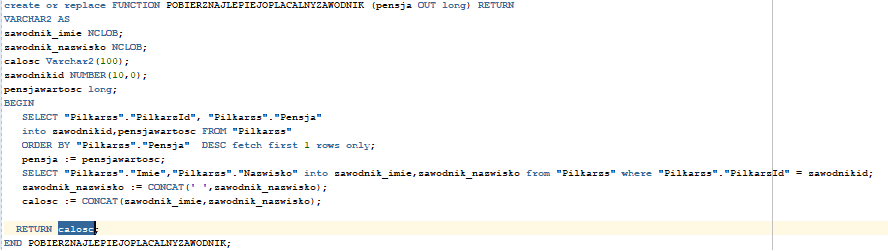 create or replace FUNCTION POBIERZNAJLEPIEJOPLACALNYZAWODNIK (pensja OUT long) RETURN
VARCHAR2 AS
zawodnik_imie NCLOB;
zawodnik_nazwisko NCLOB;
calosc Varchar2(100);
zawodnikid NUMBER(10,0);
pensjawartosc long;
BEGIN
SELECT "Pilkarzs"."PilkarzId", "Pilkarzs"."Pensja"
into zawodnikid,pensjawartosc FROM "Pilkarzs"
ORDER BY "Pilkarzs"."Pensja" DESC fetch first 1 rows only;
pensja := pensjawartosc;
SELECT "Pilkarzs"."Imie","Pilkarzs"."Nazwisko" into zawodnik_imie,zawodnik_nazwisko from "Pilkarzs" where "Pilkarzs"."PilkarzId" = zawodnikid;
zawodnik_nazwisko := CONCAT(' ',zawodnik_nazwisko);
calosc := CONCAT(zawodnik_imie,zawodnik_nazwisko);
RETURN calosc;
END POBIERZNAJLEPIEJOPLACALNYZAWODNIK;